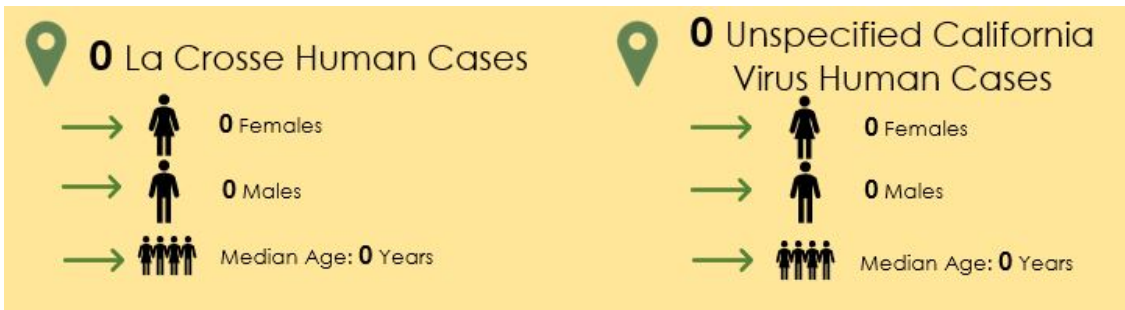 0 La Crosse Human Cases
0 Females
0 Males
Median Age: 0 Years
0 Unspecified California
Virus Human Cases
0 Females
0 Males
Median Age: 0 Years